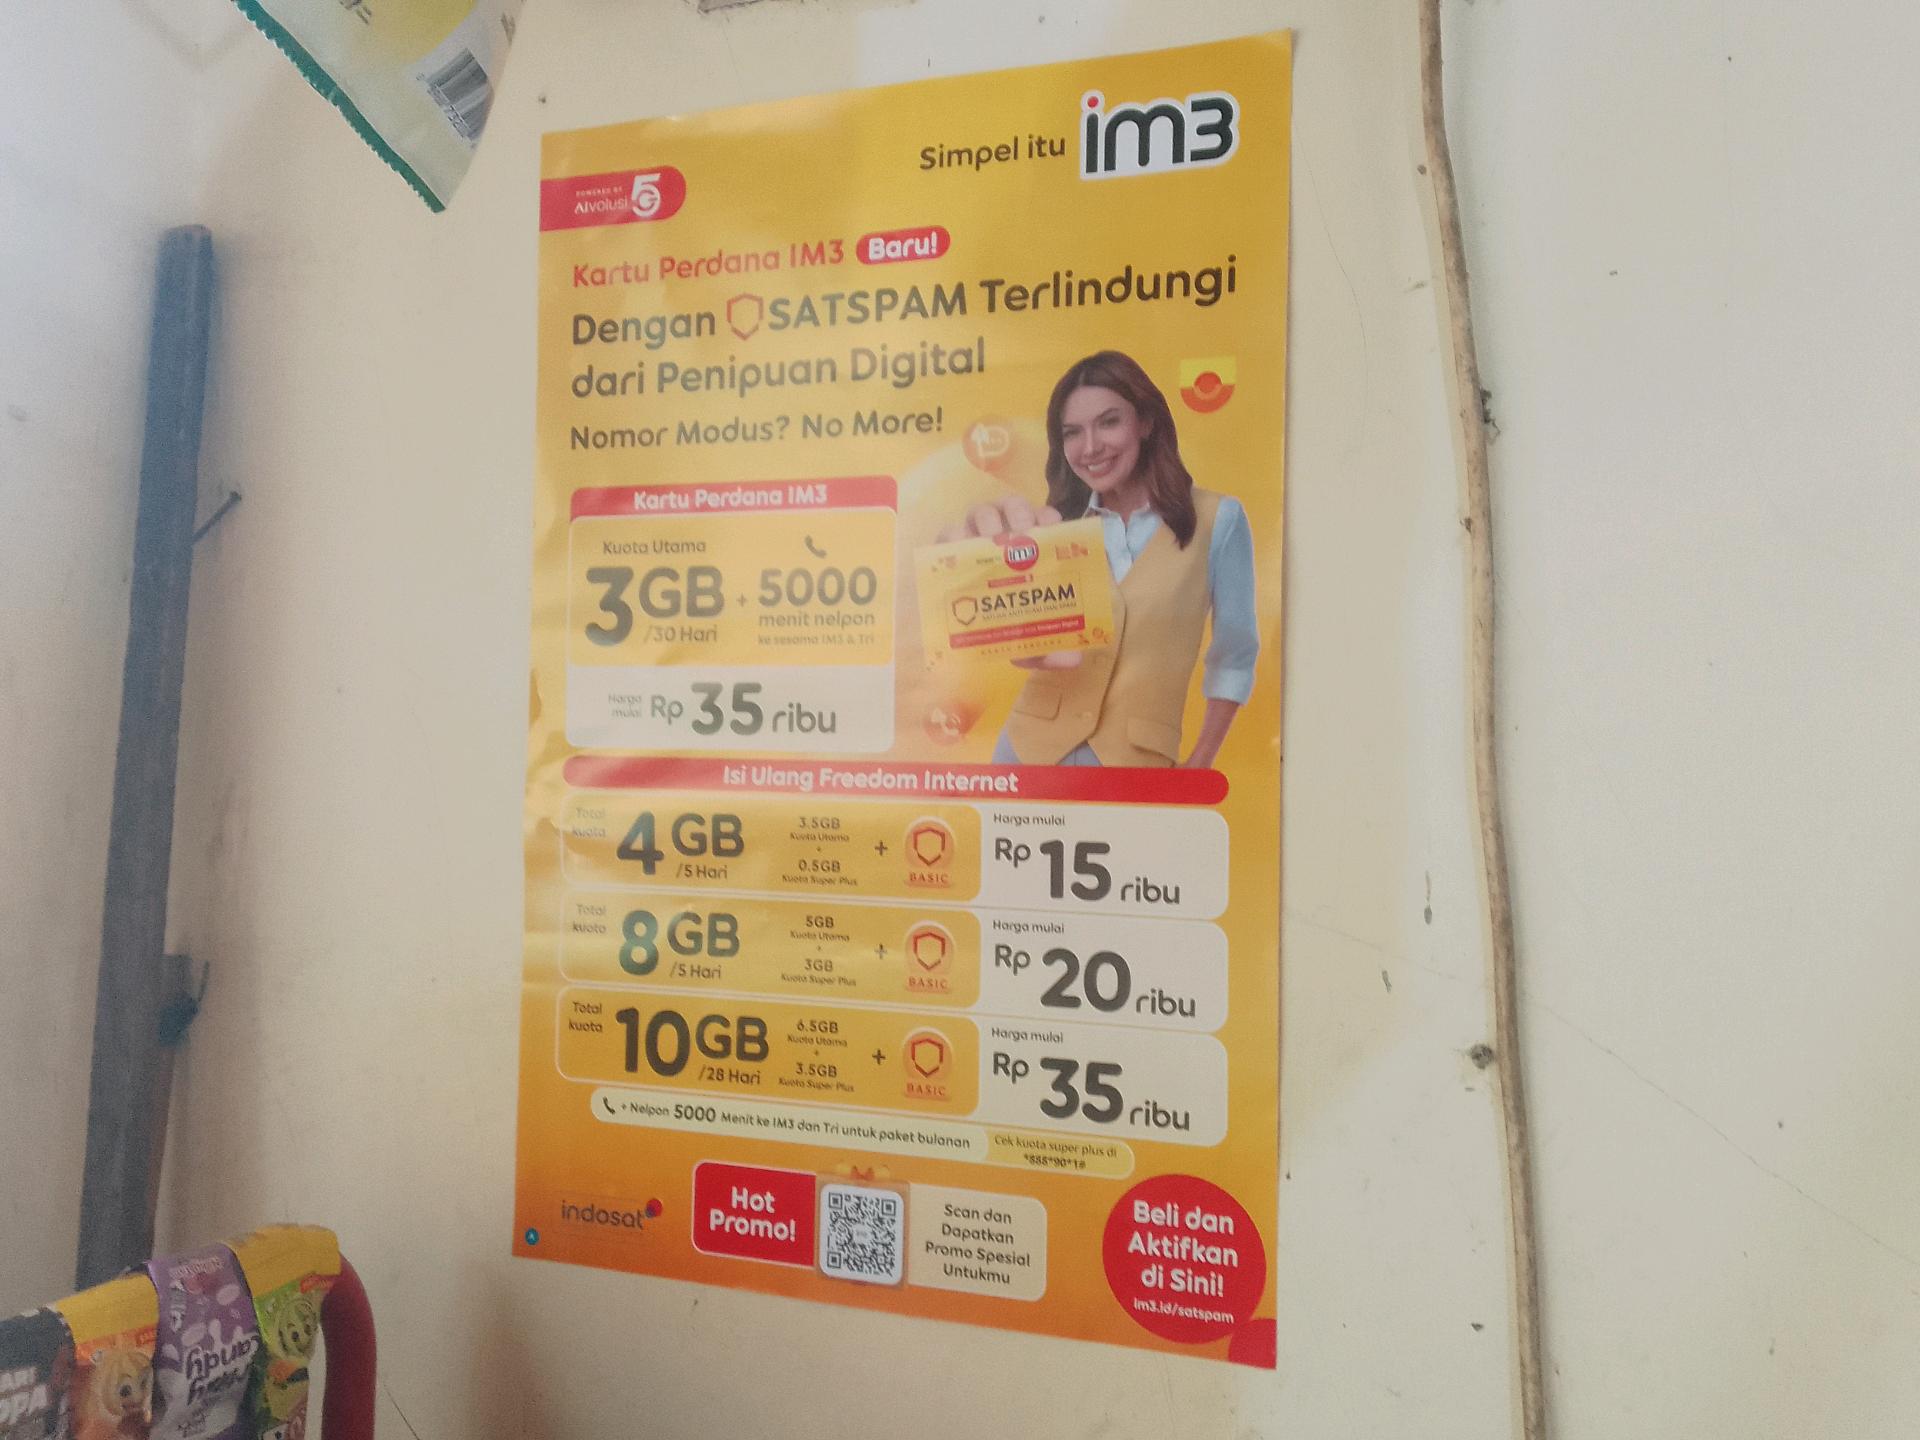 Simpel itu im3
POWERED BY
AIvolusi 5G
Kartu Perdana IM3 Baru!
Dengan SATSPAM Terlindungi
dari Penipuan Digital
Nomor Modus? No More!
Kartu Perdana IM3
Kuota Utama
3GB + 5000
/30 Hari
menit nelpon
ke sesama IM3 & Tri
Harga mulai Rp 35 ribu
im3
SATSPAM
Isi Ulang Freedom Internet
Total kuota
4GB
/5 Hari
3.5GB
Kuota Utama
+
0.5GB
Kuota Super Plus
+
BASIC
Harga mulai
Rp 15 ribu
Total kuota
8GB
/5 Hari
5GB
Kuota Utama
+
3GB
Kuota Super Plus
+
BASIC
Harga mulai
Rp 20 ribu
Total kuota
10GB
/28 Hari
6.5GB
Kuota Utama
+
3.5GB
Kuota Super Plus
+
BASIC
Harga mulai
Rp 35 ribu
+ Nelpon 5000 Menit ke IM3 dan Tri untuk paket bulanan
Cek kuota super plus di
*888*90*1#
indosat
Hot
Promo!
Scan dan
Dapatkan
Promo Spesial
Untukmu
Beli dan
Aktifkan
di Sini!
im3.id/satspam